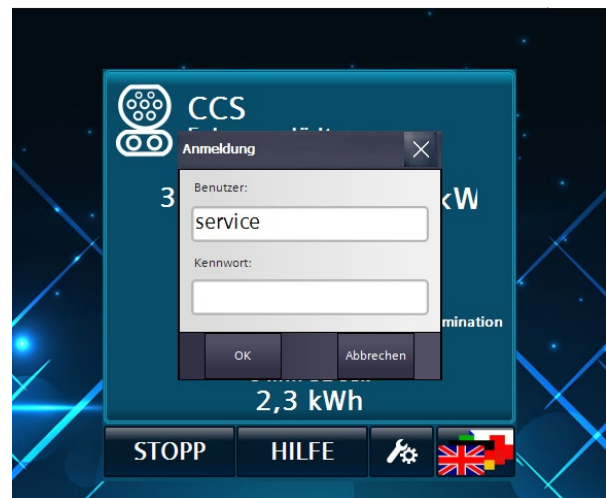 CCS
Anmeldung
Benutzer:
3
kW
service
Kennwort:
mination
OK Abbrechen
2,3 kWh
STOPP HILFE